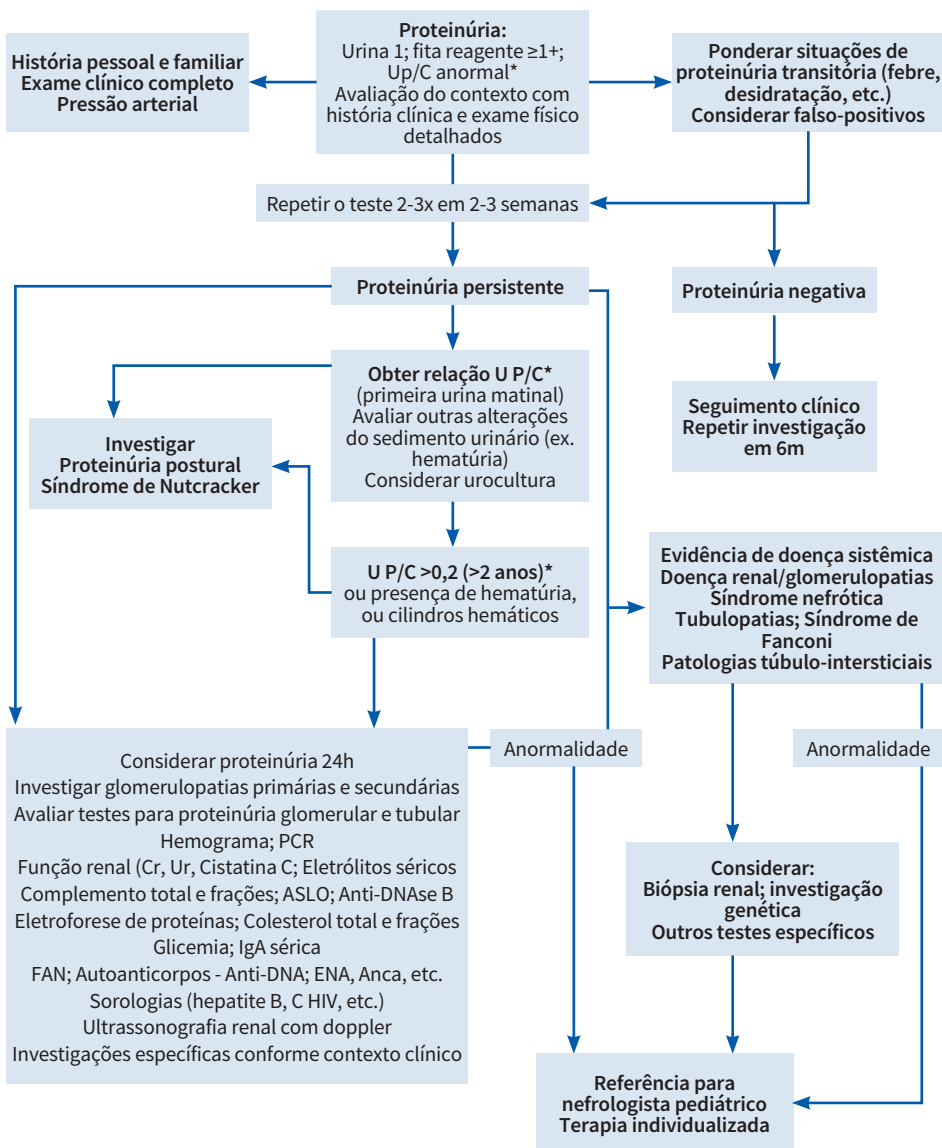 Proteinúria:
Urina 1; fita reagente ≥1+;
Up/C anormal*
Avaliação do contexto com
história clínica e exame físico
detalhados
História pessoal e familiar
Exame clínico completo
Pressão arterial
Ponderar situações de
proteinúria transitória (febre,
desidratação, etc.)
Considerar falso-positivos
Repetir o teste 2-3x em 2-3 semanas
Proteinúria persistente
Proteinúria negativa
Obter relação U P/C*
(primeira urina matinal)
Avaliar outras alterações
do sedimento urinário (ex.
hematúria)
Considerar urocultura
Seguimento clínico
Repetir investigação
em 6m
Investigar
Proteinúria postural
Síndrome de Nutcracker
U P/C >0,2 (>2 anos)*
ou presença de hematúria,
ou cilindros hemáticos
Evidência de doença sistêmica
Doença renal/glomerulopatias
Síndrome nefrótica
Tubulopatias; Síndrome de
Fanconi
Patologias túbulo-intersticiais
Considerar proteinúria 24h
Investigar glomerulopatias primárias e secundárias
Avaliar testes para proteinúria glomerular e tubular
Hemograma; PCR
Função renal (Cr, Ur, Cistatina C; Eletrólitos séricos
Complemento total e frações; ASLO; Anti-DNAse B
Eletroforese de proteínas; Colesterol total e frações
Glicemia; IgA sérica
FAN; Autoanticorpos - Anti-DNA; ENA, Anca, etc.
Sorologias (hepatite B, C HIV, etc.)
Ultrassonografia renal com doppler
Investigações específicas conforme contexto clínico
Anormalidade
Anormalidade
Considerar:
Biópsia renal; investigação
genética
Outros testes específicos
Referência para
nefrologista pediátrico
Terapia individualizada